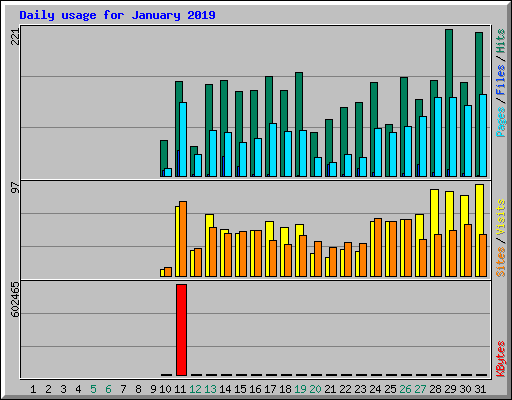 Daily usage for January 2019
221
Pages / Files / Hits
97
Sites / Visits
602465
KBytes
1 2 3 4 5 6 7 8 9 10 11 12 13 14 15 16 17 18 19 20 21 22 23 24 25 26 27 28 29 30 31